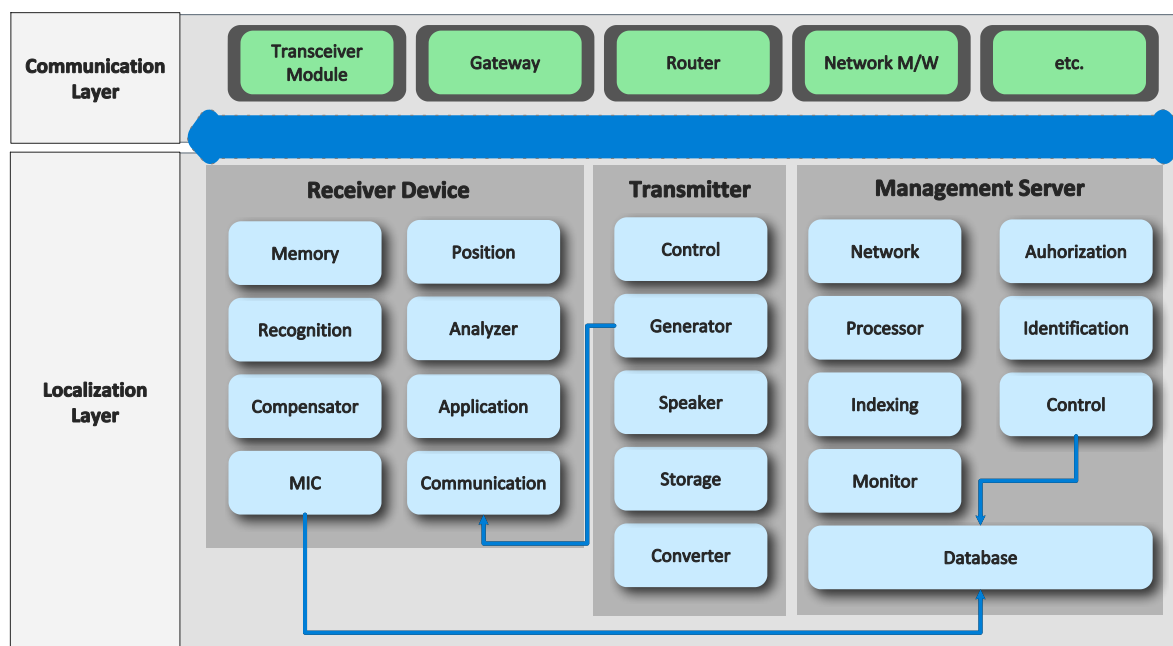 Communication
Layer
Transceiver
Module
Gateway
Router
Network M/W
etc.
Localization
Layer
Receiver Device
Memory
Position
Recognition
Analyzer
Compensator
Application
MIC
Communication
Transmitter
Control
Generator
Speaker
Storage
Converter
Management Server
Network
Auhorization
Processor
Identification
Indexing
Control
Monitor
Database